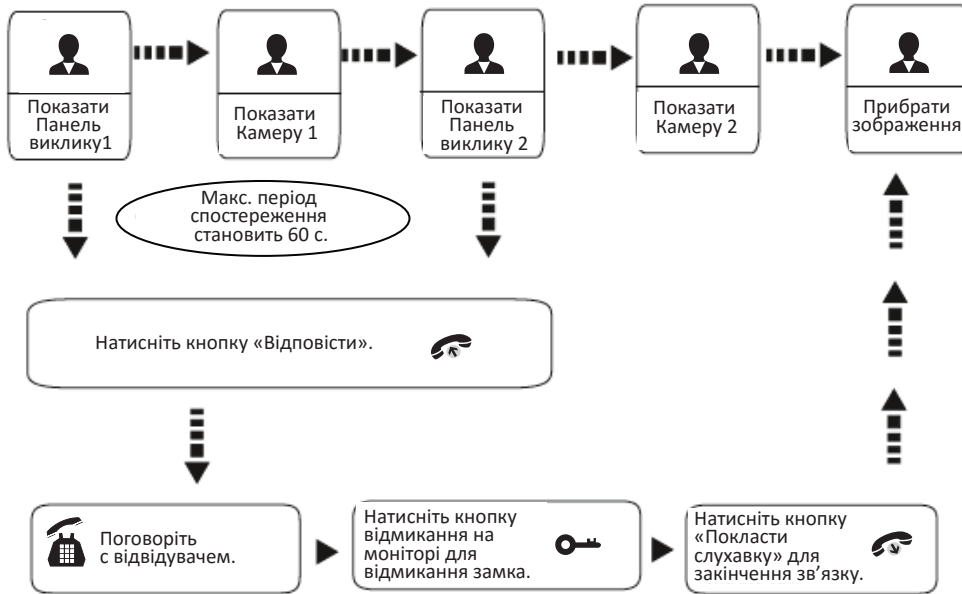 Показати
Панель
виклику1
Показати
Камеру 1
Показати
Панель
виклику 2
Показати
Камеру 2
Прибрати
зображення
Макс. період
спостереження
становить 60 с.
Натисніть кнопку «Відповісти».
Поговоріть
с відвідувачем.
Натисніть кнопку
відмикання на
моніторі для
відмикання замка.
Натисніть кнопку
«Покласти
слухавку» для
закінчення зв’язку.